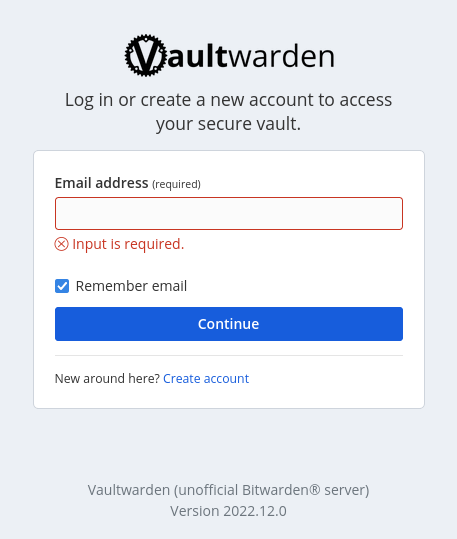 Vaultwarden
Log in or create a new account to access
your secure vault.
Email address (required)
Input is required.
Remember email
Continue
New around here? Create account
Vaultwarden (unofficial Bitwarden® server)
Version 2022.12.0